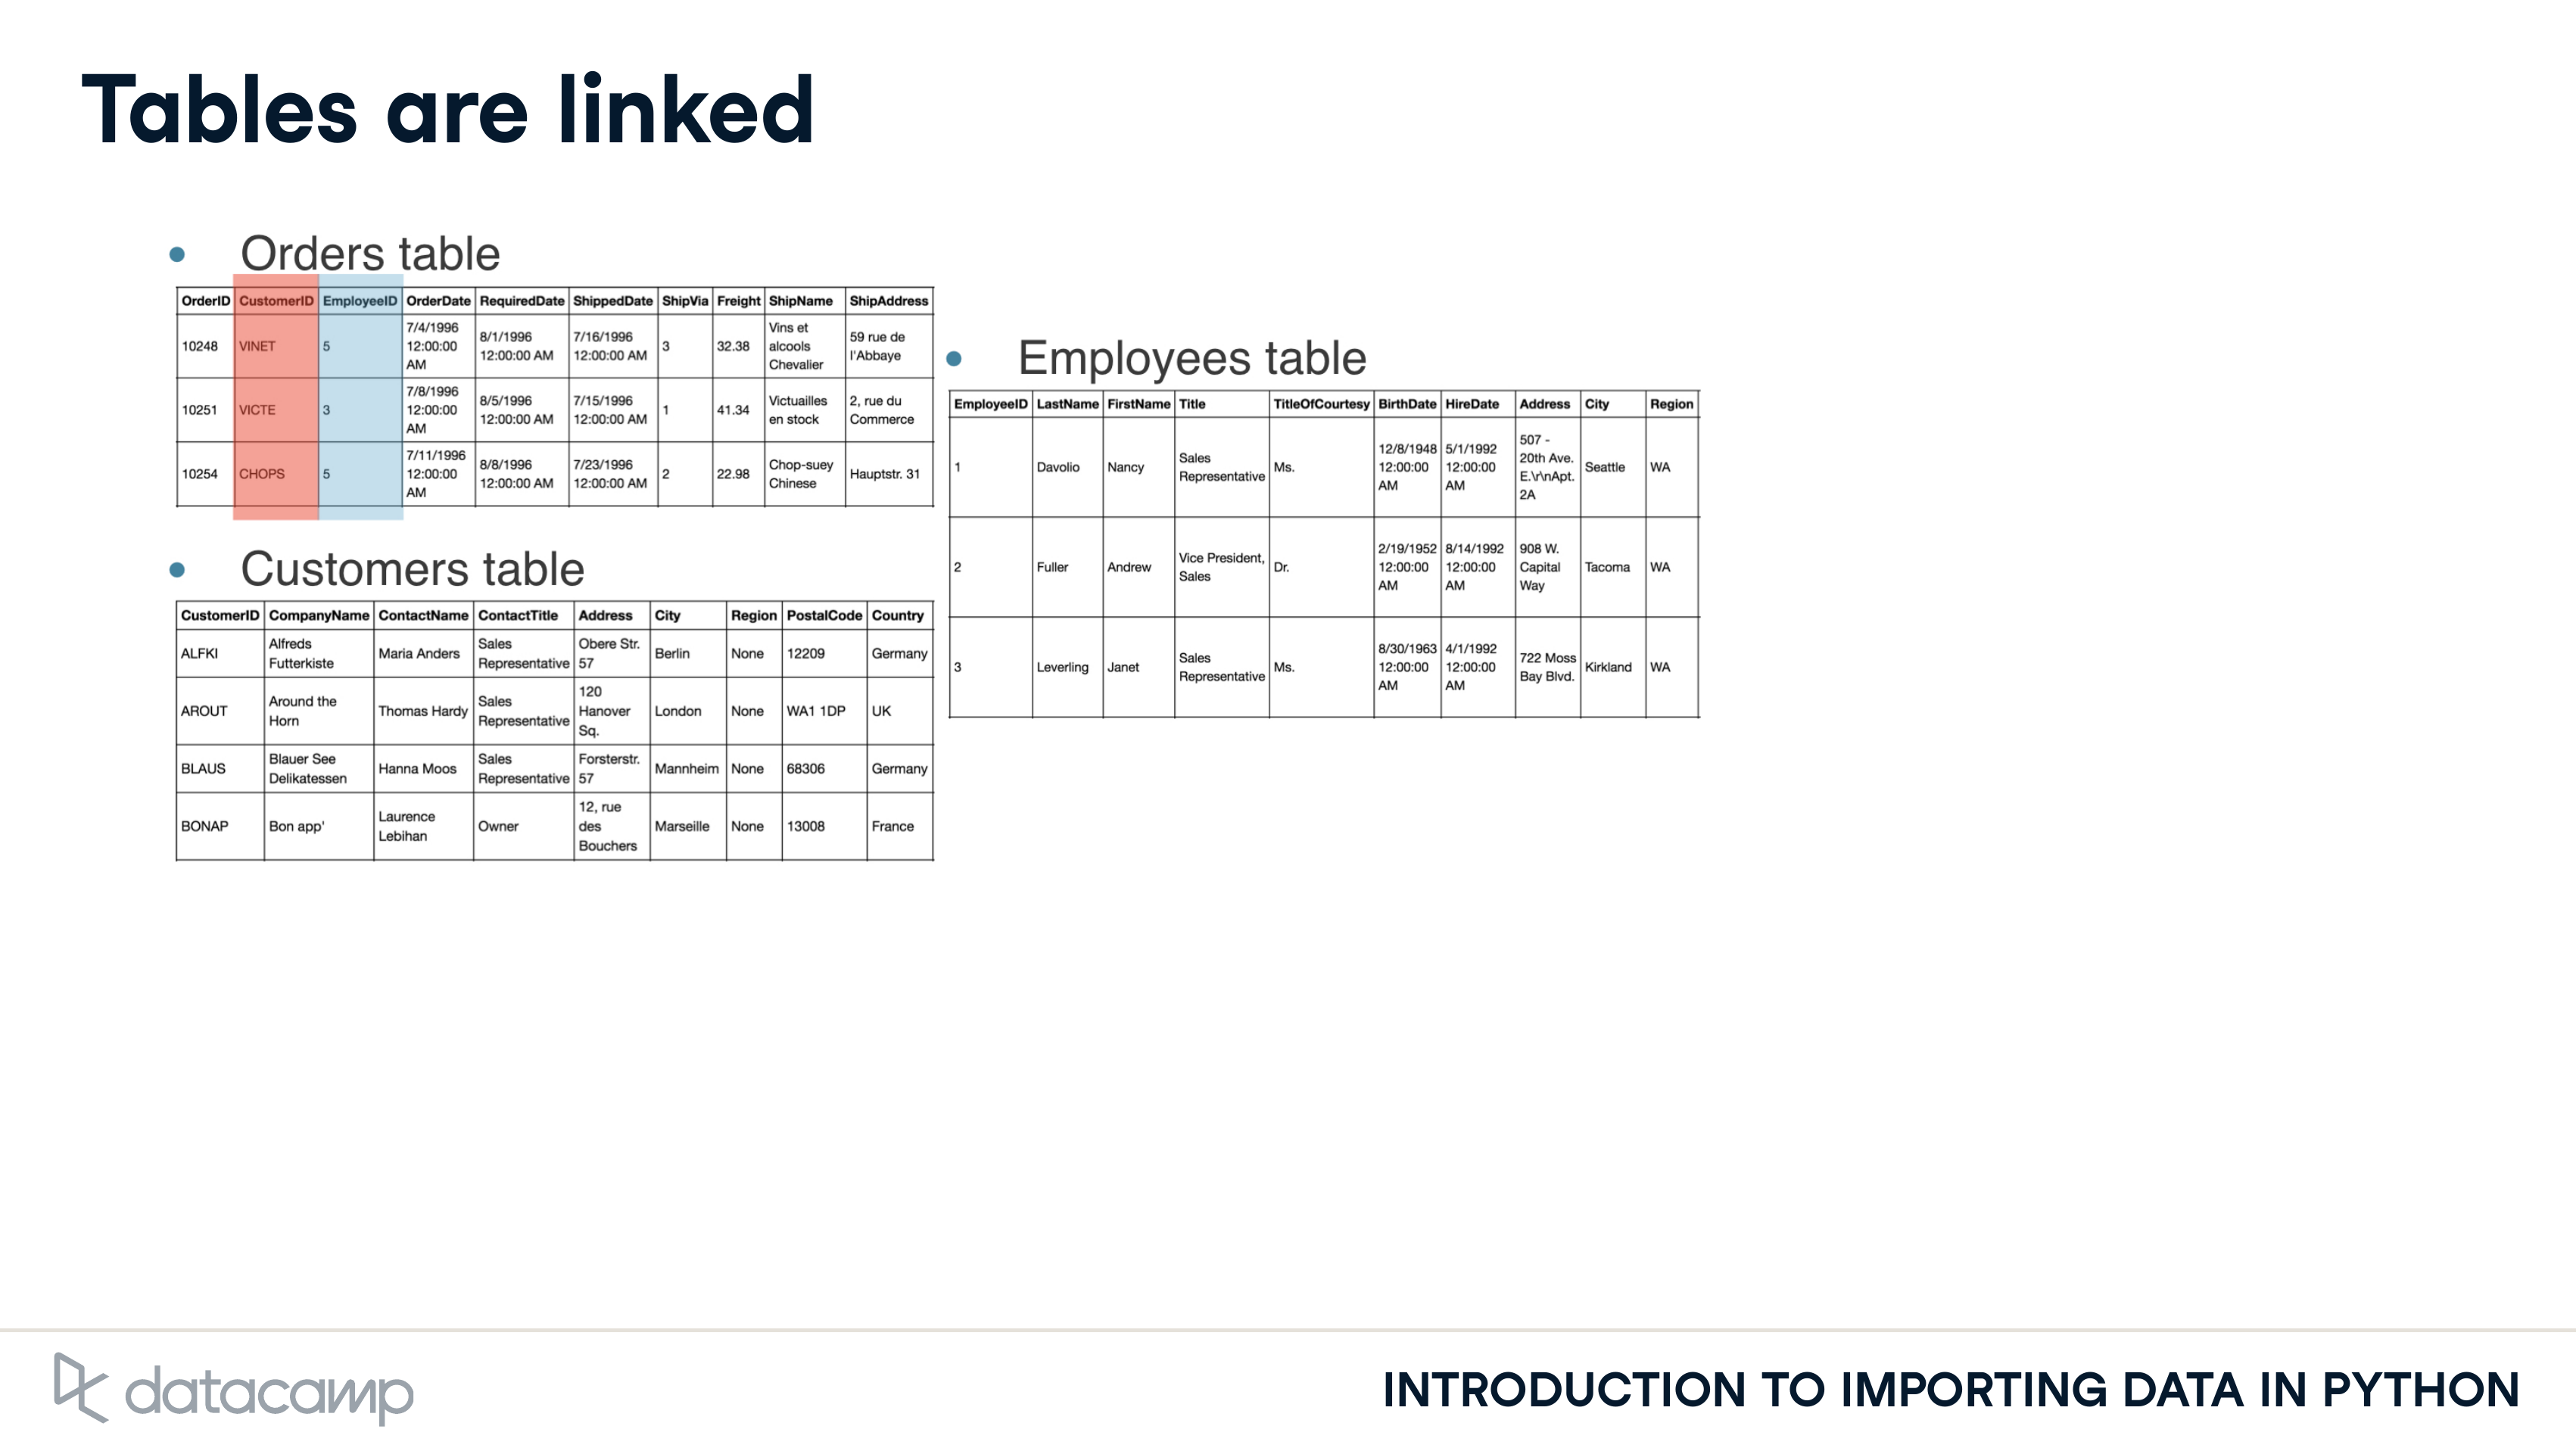 Tables are linked
• Orders table
OrderID CustomerID EmployeeID OrderDate RequiredDate ShippedDate ShipVia Freight ShipName ShipAddress
10248 VINET 5 7/4/1996 12:00:00 AM 8/1/1996 12:00:00 AM 7/16/1996 12:00:00 AM 3 32.38 Vins et alcools Chevalier 59 rue de l'Abbaye
10251 VICTE 3 7/8/1996 12:00:00 AM 8/5/1996 12:00:00 AM 7/15/1996 12:00:00 AM 1 41.34 Victuailles en stock 2, rue du Commerce
10254 CHOPS 5 7/11/1996 12:00:00 AM 8/8/1996 12:00:00 AM 7/23/1996 12:00:00 AM 2 22.98 Chop-suey Chinese Hauptstr. 31
• Customers table
CustomerID CompanyName ContactName ContactTitle Address City Region PostalCode Country
ALFKI Alfreds Futterkiste Maria Anders Sales Representative Obere Str. 57 Berlin None 12209 Germany
AROUT Around the Horn Thomas Hardy Sales Representative 120 Hanover Sq. London None WA1 1DP UK
BLAUS Blauer See Delikatessen Hanna Moos Sales Representative Forsterstr. 57 Mannheim None 68306 Germany
BONAP Bon app' Laurence Lebihan Owner 12, rue des Bouchers Marseille None 13008 France
• Employees table
EmployeeID LastName FirstName Title TitleOfCourtesy BirthDate HireDate Address City Region
1 Davolio Nancy Sales Representative Ms. 12/8/1948 12:00:00 AM 5/1/1992 12:00:00 AM 507 - 20th Ave. E.\r\nApt. 2A Seattle WA
2 Fuller Andrew Vice President, Sales Dr. 2/19/1952 12:00:00 AM 8/14/1992 12:00:00 AM 908 W. Capital Way Tacoma WA
3 Leverling Janet Sales Representative Ms. 8/30/1963 12:00:00 AM 4/1/1992 12:00:00 AM 722 Moss Bay Blvd. Kirkland WA
datacamp
INTRODUCTION TO IMPORTING DATA IN PYTHON